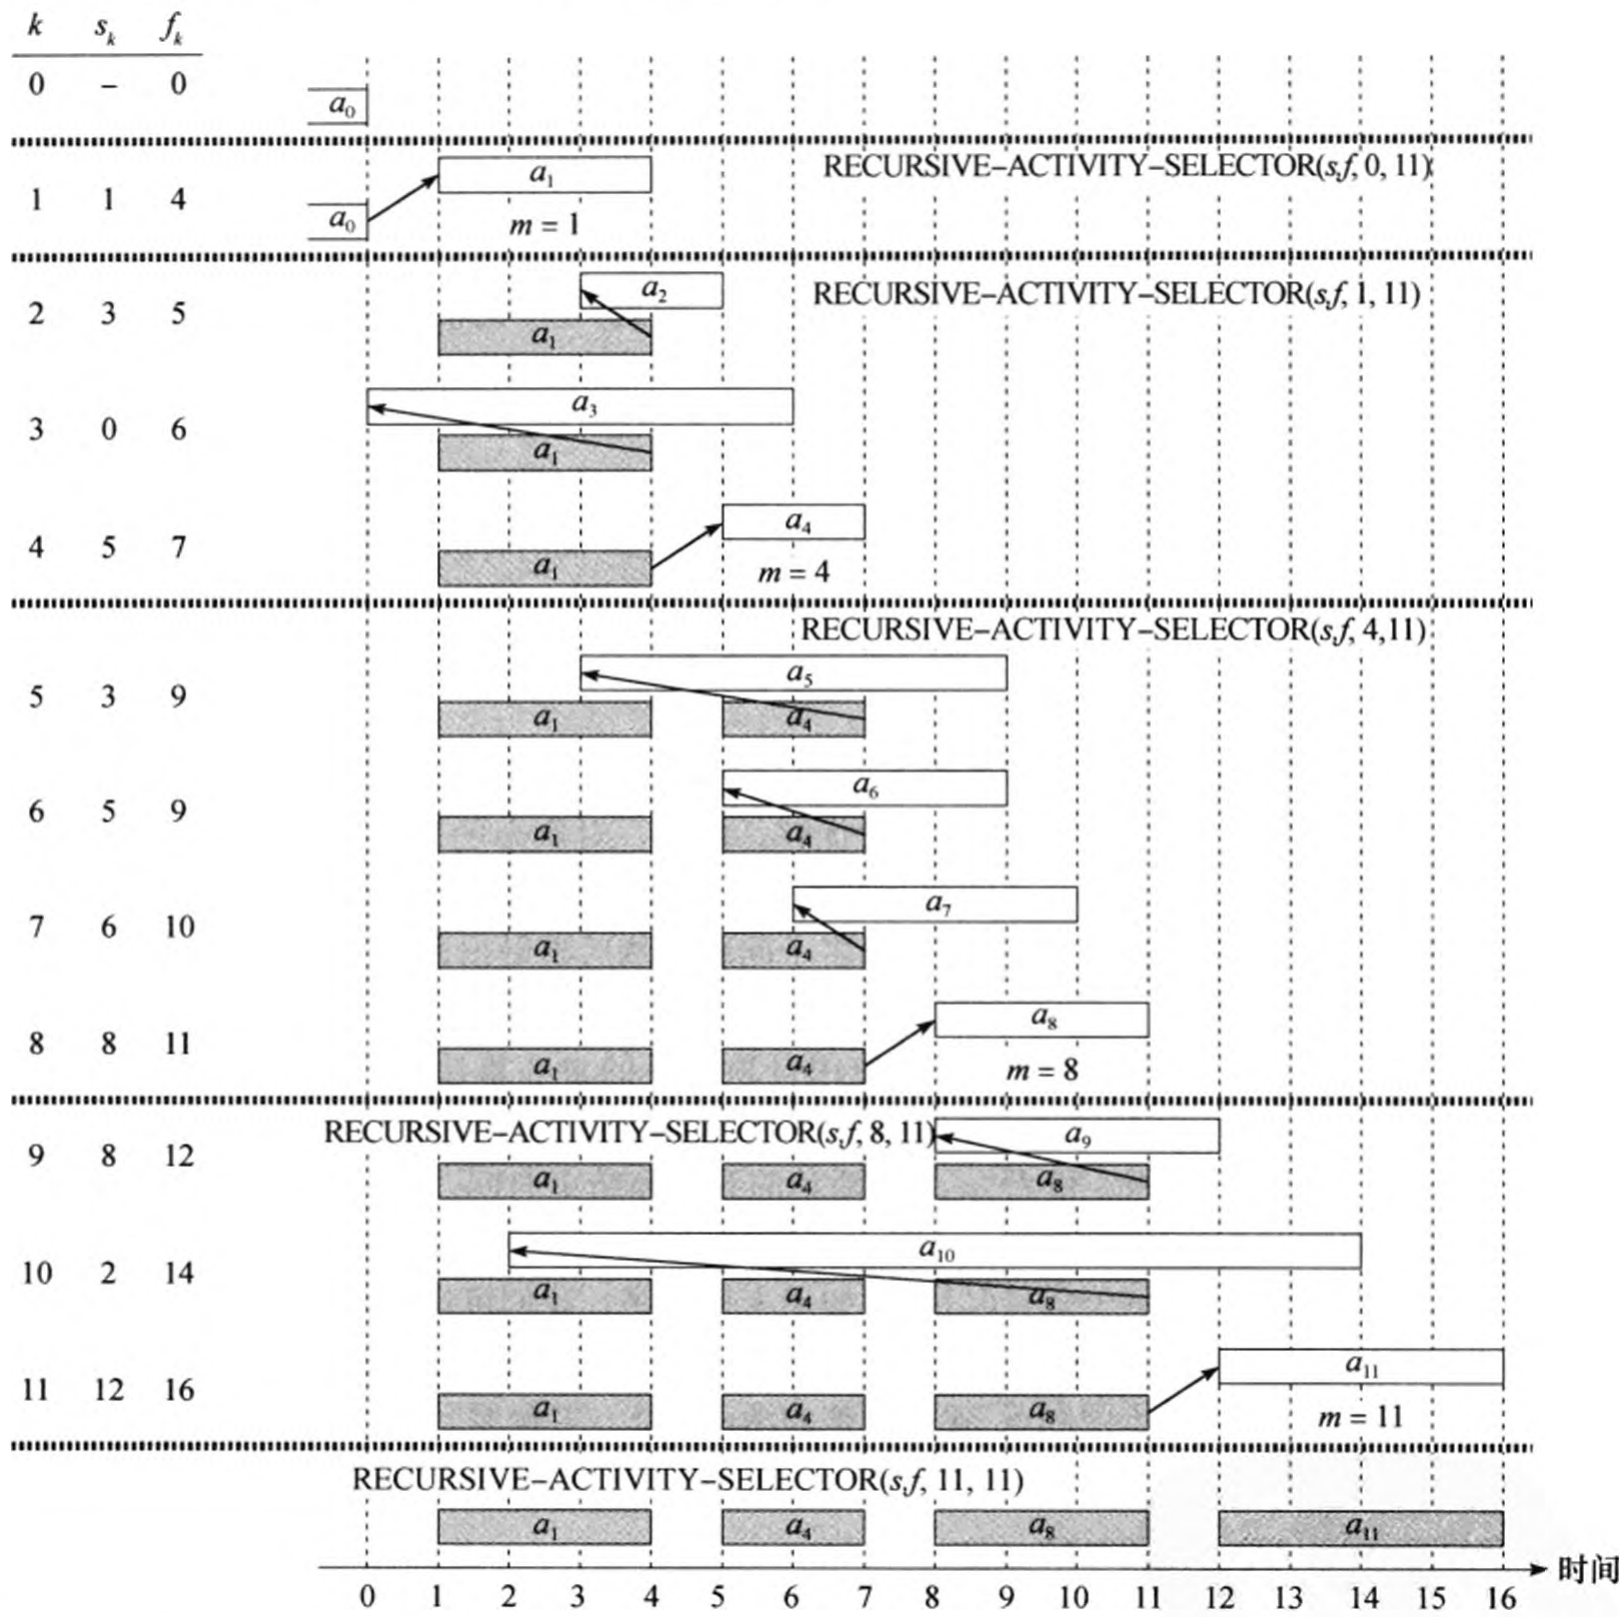 k s_k f_k
0 – 0
a_0
RECURSIVE–ACTIVITY–SELECTOR(s,f, 0, 11)
a_1
1 1 4
a_0 m = 1
a_2 RECURSIVE–ACTIVITY–SELECTOR(s,f, 1, 11)
2 3 5
a_1
a_3
3 0 6
a_1
a_4
4 5 7
a_1 m = 4
RECURSIVE–ACTIVITY–SELECTOR(s,f, 4,11)
a_5
5 3 9
a_1 a_4
a_6
6 5 9
a_1 a_4
a_7
7 6 10
a_1 a_4
a_8
8 8 11
a_1 a_4 m = 8
RECURSIVE–ACTIVITY–SELECTOR(s,f, 8, 11) a_9
9 8 12
a_1 a_4 a_8
a_10
10 2 14
a_1 a_4 a_8
a_11
11 12 16
a_1 a_4 a_8 m = 11
RECURSIVE–ACTIVITY–SELECTOR(s,f, 11, 11)
a_1 a_4 a_8 a_11
时间
0 1 2 3 4 5 6 7 8 9 10 11 12 13 14 15 16